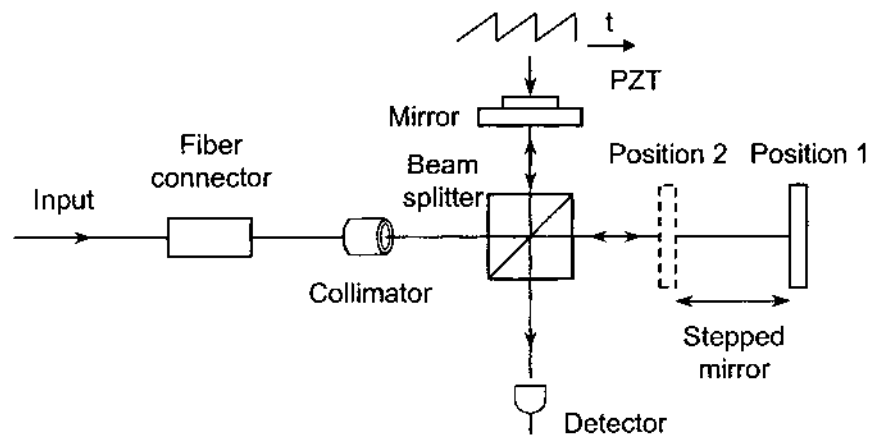 t
PZT
Mirror
Fiber
connector
Beam
splitter
Position 2
Position 1
Input
Collimator
Stepped
mirror
Detector